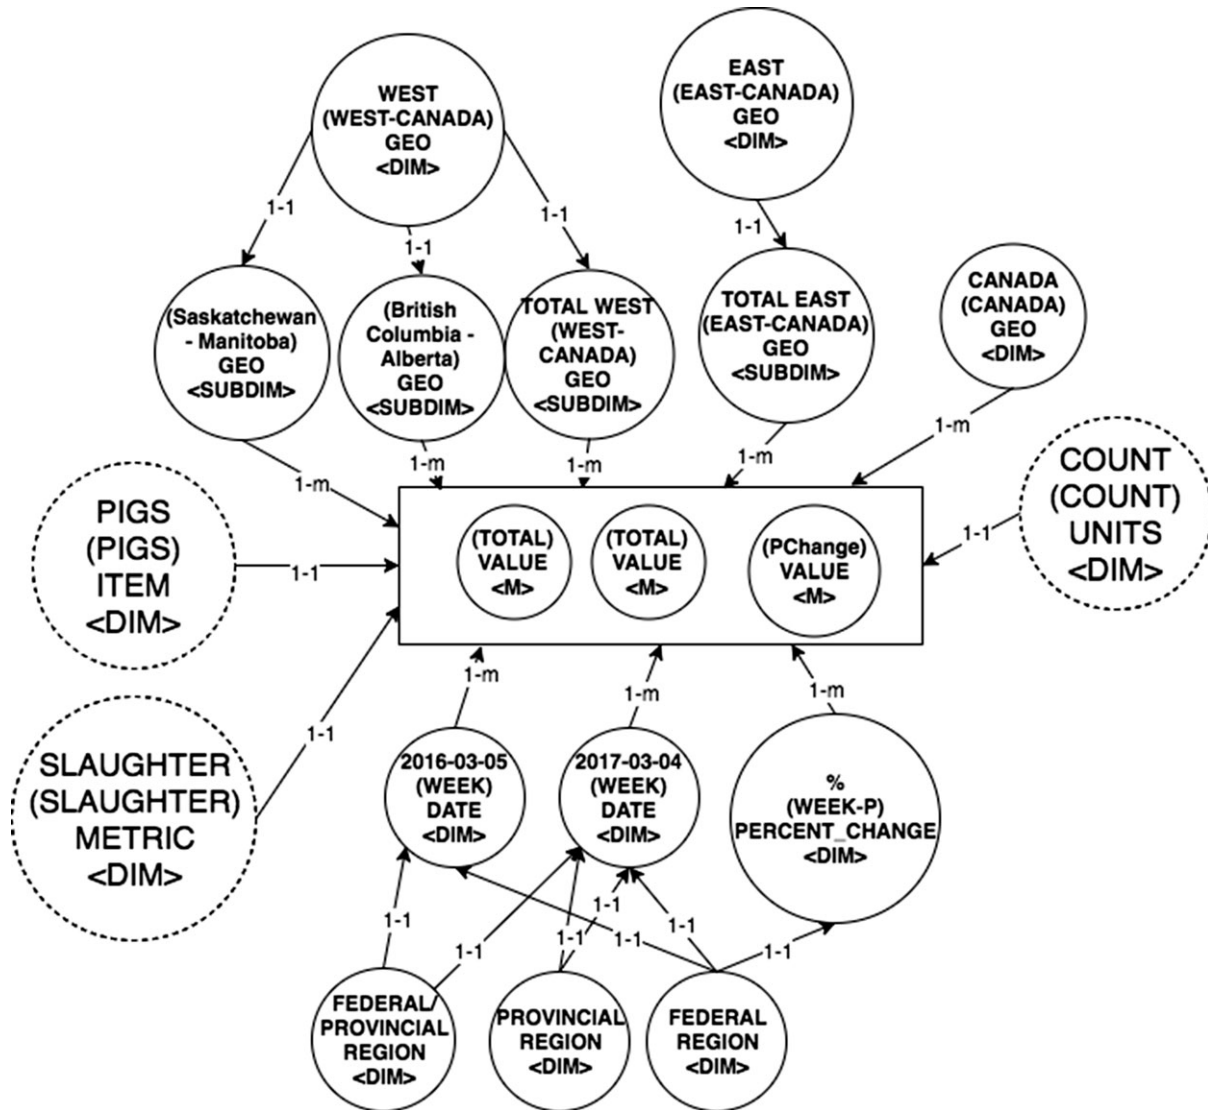 WEST
(WEST-CANADA)
GEO
<DIM>
EAST
(EAST-CANADA)
GEO
<DIM>
1-1
1-1
1-1
1-1
(Saskatchewan
- Manitoba)
GEO
<SUBDIM>
(British
Columbia -
Alberta)
GEO
<SUBDIM>
TOTAL WEST
(WEST-
CANADA)
GEO
<SUBDIM>
TOTAL EAST
(EAST-CANADA)
GEO
<SUBDIM>
CANADA
(CANADA)
GEO
<DIM>
1-m
1-m
1-m
1-m
1-m
PIGS
(PIGS)
ITEM
<DIM>
1-1
(TOTAL)
VALUE
<M>
(TOTAL)
VALUE
<M>
(PChange)
VALUE
<M>
1-1
COUNT
(COUNT)
UNITS
<DIM>
SLAUGHTER
(SLAUGHTER)
METRIC
<DIM>
1-1
1-m
1-m
1-m
2016-03-05
(WEEK)
DATE
<DIM>
2017-03-04
(WEEK)
DATE
<DIM>
%
(WEEK-P)
PERCENT_CHANGE
<DIM>
1-1
1-1
1-1
1-1
1-1
1-1
1-1
FEDERAL/
PROVINCIAL
REGION
<DIM>
PROVINCIAL
REGION
<DIM>
FEDERAL
REGION
<DIM>